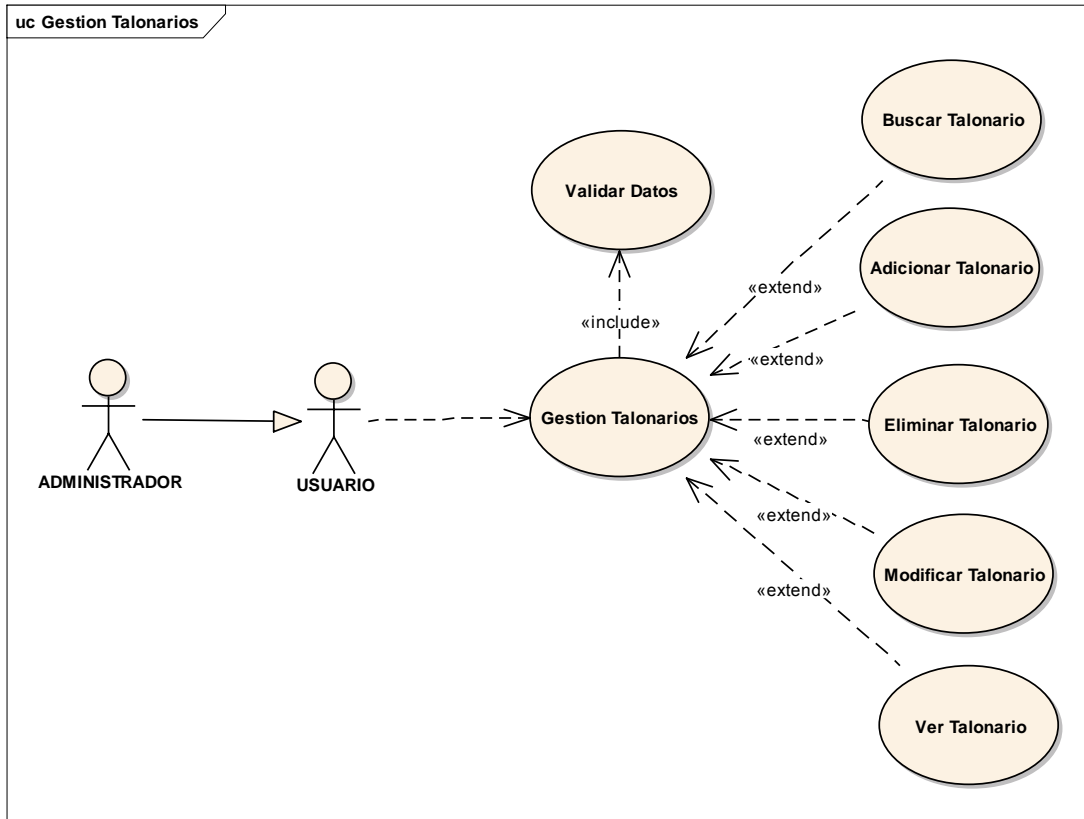 uc Gestion Talonarios
Buscar Talonario
Validar Datos
Adicionar Talonario
«extend»
«include»
«extend»
Gestion Talonarios
Eliminar Talonario
«extend»
ADMINISTRADOR
USUARIO
«extend»
Modificar Talonario
«extend»
Ver Talonario